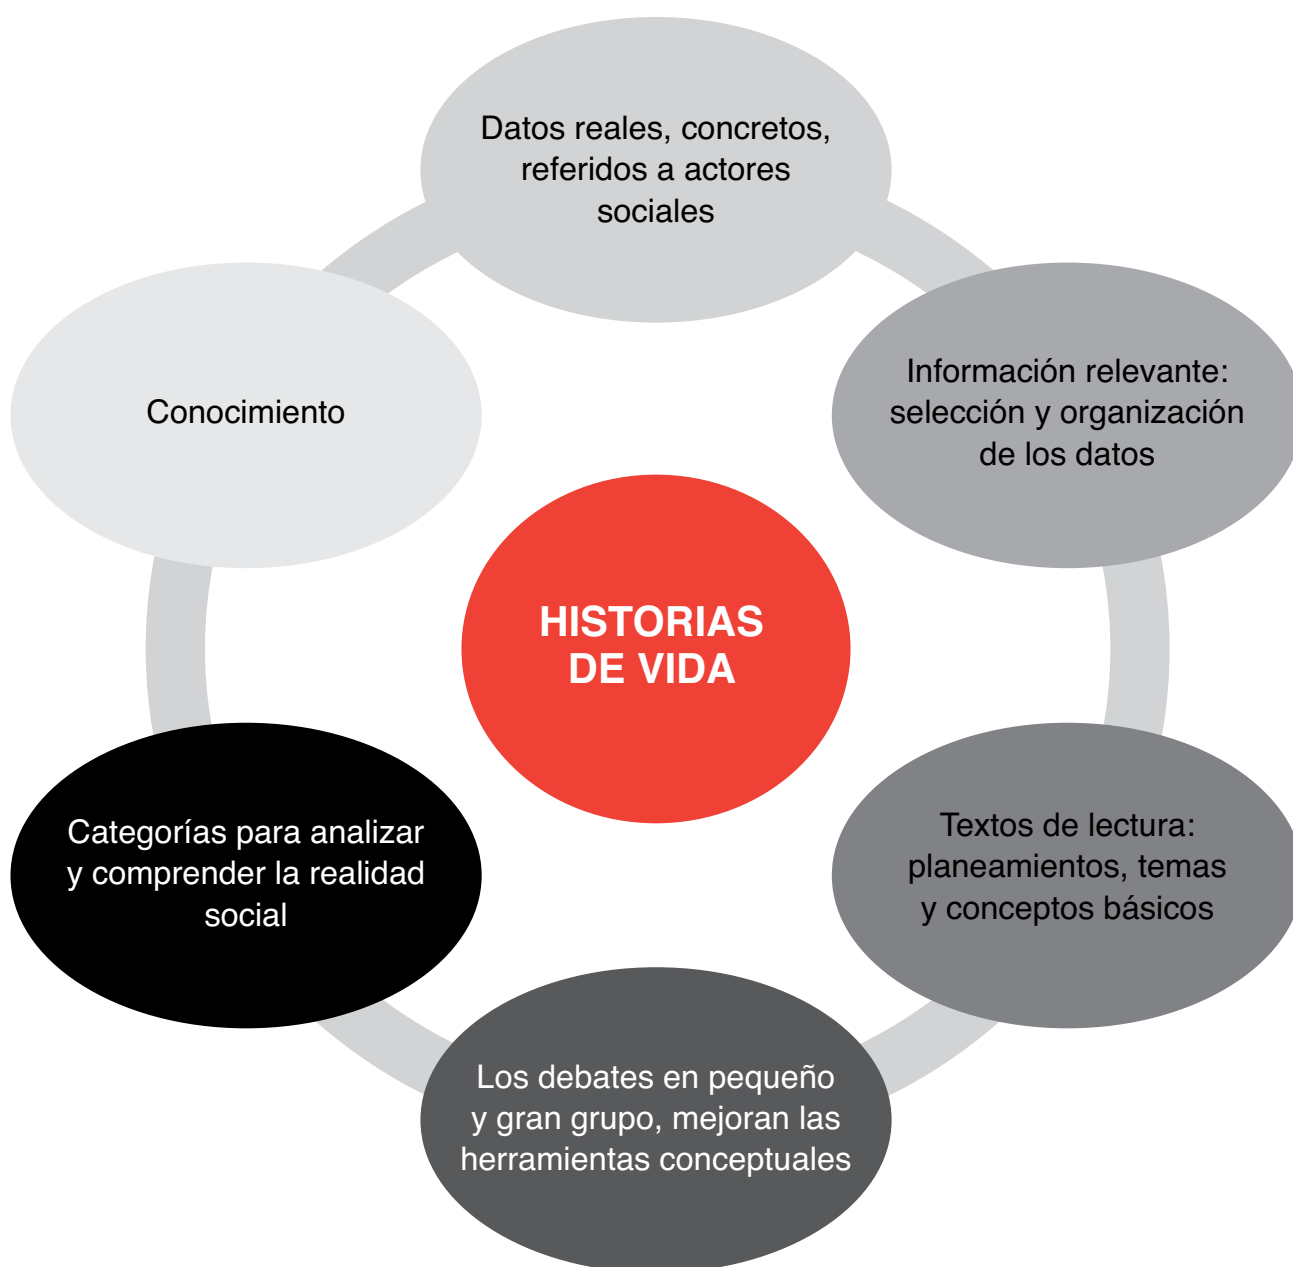 Datos reales, concretos,
referidos a actores
sociales
Información relevante:
selección y organización
de los datos
Textos de lectura:
planeamientos, temas
y conceptos básicos
Los debates en pequeño
y gran grupo, mejoran las
herramientas conceptuales
Categorías para analizar
y comprender la realidad
social
Conocimiento
HISTORIAS
DE VIDA